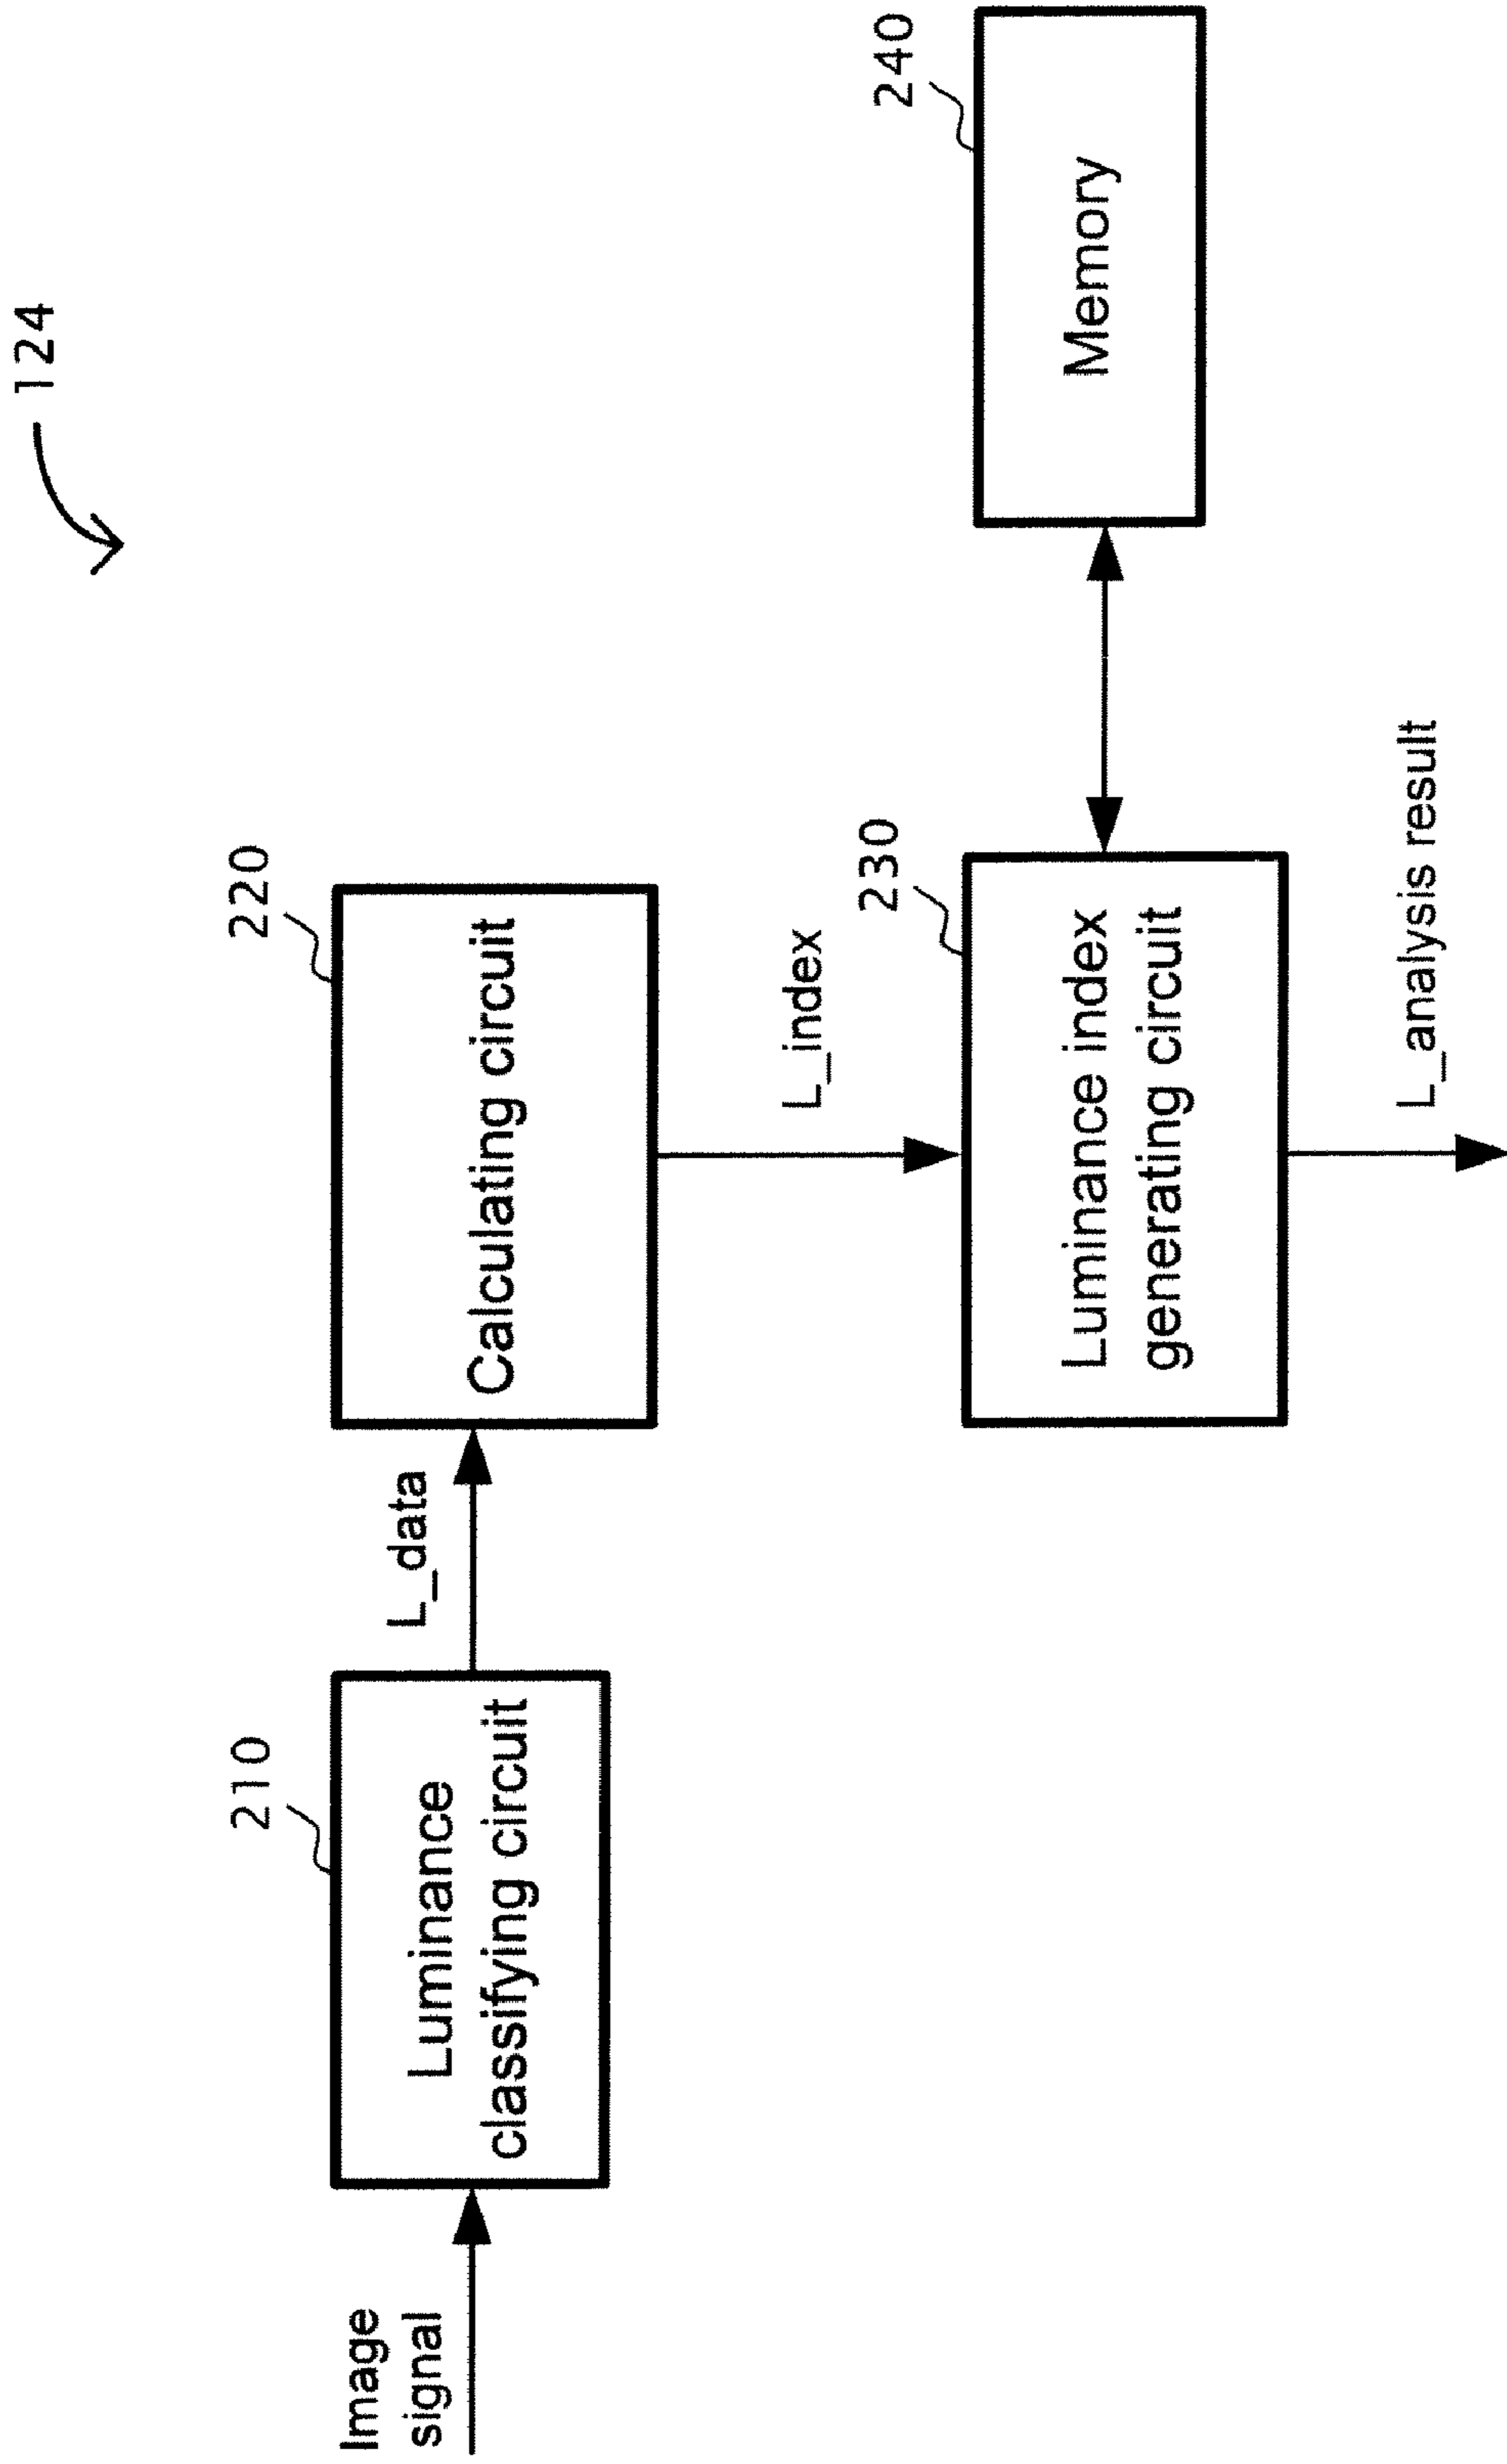 124
Image
signal
210
Luminance
classifying circuit
L_data
220
Calculating circuit
L_index
230
Luminance index
generating circuit
240
Memory
L_analysis result